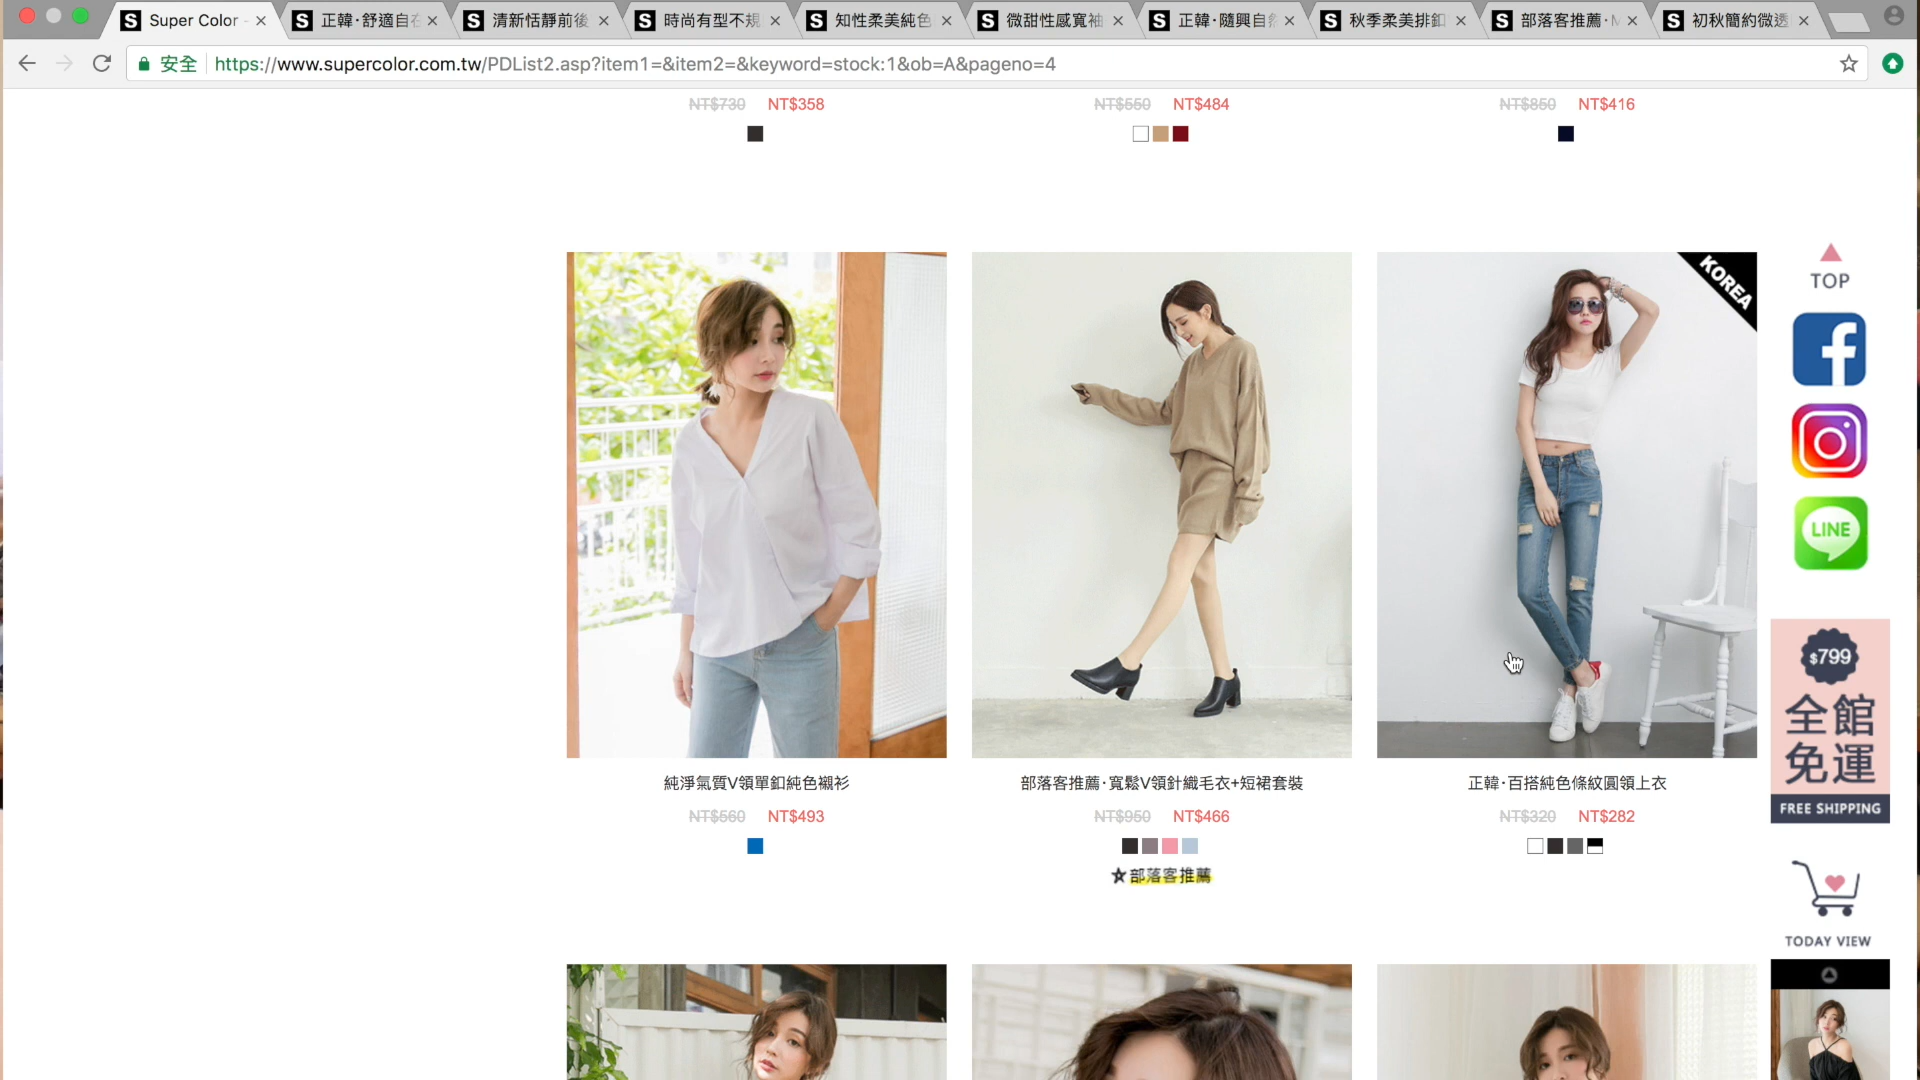 Super Color -
正韓‧舒適自在
清新恬靜前後
時尚有型不規
知性柔美純色
微甜性感寬袖
正韓‧隨興自然
秋季柔美排釦
部落客推薦‧M
初秋簡約微透
安全
https://www.supercolor.com.tw/PDList2.asp?item1=&item2=&keyword=stock:1&ob=A&pageno=4
NT$730 NT$358
NT$550 NT$484
NT$850 NT$416
KOREA
TOP
LINE
$799
全館
免運
FREE SHIPPING
純淨氣質V領單釦純色襯衫
部落客推薦‧寬鬆V領針織毛衣+短裙套裝
正韓‧百搭純色條紋圓領上衣
NT$560 NT$493
NT$950 NT$466
NT$320 NT$282
☆部落客推薦
TODAY VIEW